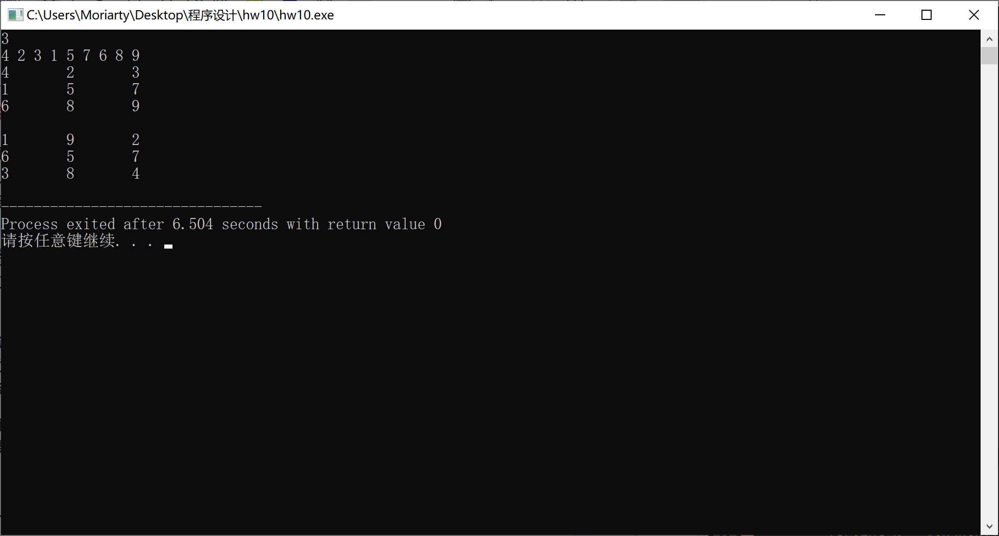 C:\Users\Moriarty\Desktop\程序设计\hw10\hw10.exe
3
4 2 3 1 5 7 6 8 9
4       2       3
1       5       7
6       8       9

1       9       2
6       5       7
3       8       4

--------------------------------
Process exited after 6.504 seconds with return value 0
请按任意键继续. . .